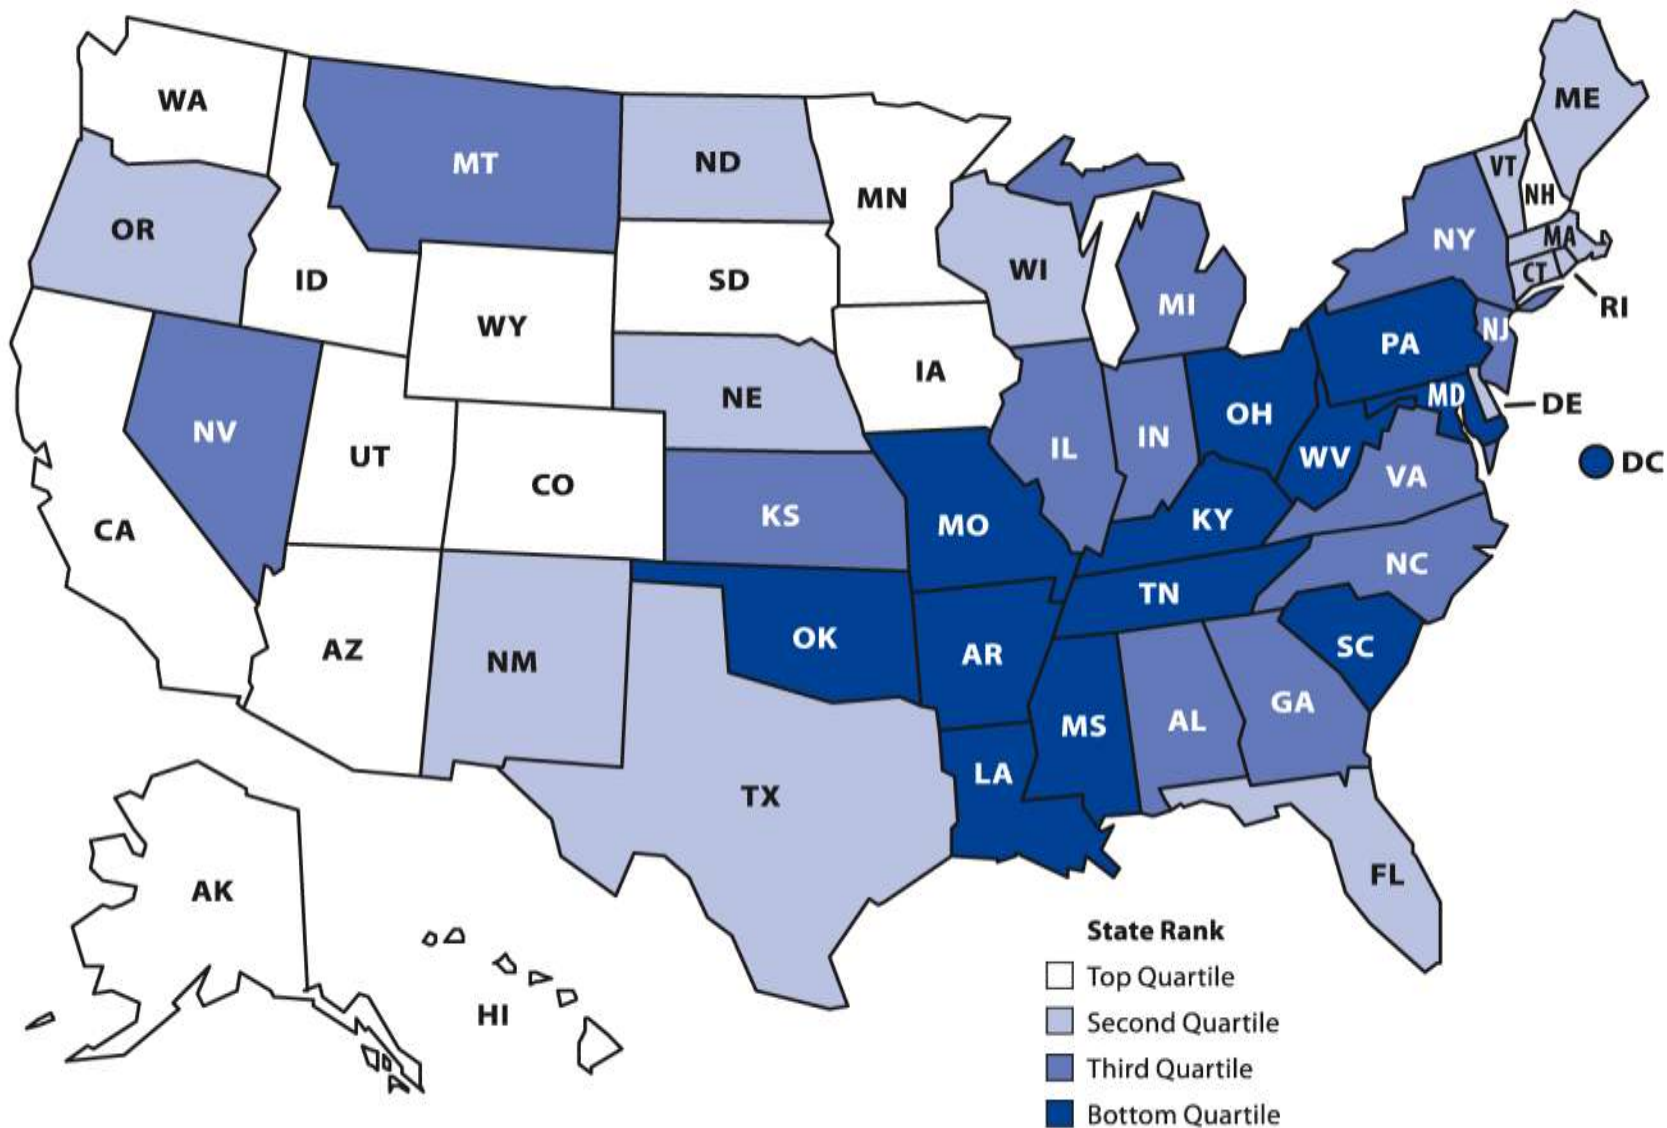 WA
MT
ND
MN
ME
VT
NH
OR
ID
SD
WI
NY
MA
CT
RI
WY
MI
IA
PA
NJ
NE
MD
DE
NV
UT
CO
IL
IN
OH
WV
VA
DC
CA
KS
MO
KY
NC
AZ
NM
OK
AR
TN
SC
TX
LA
MS
AL
GA
FL
AK
HI
State Rank
Top Quartile
Second Quartile
Third Quartile
Bottom Quartile